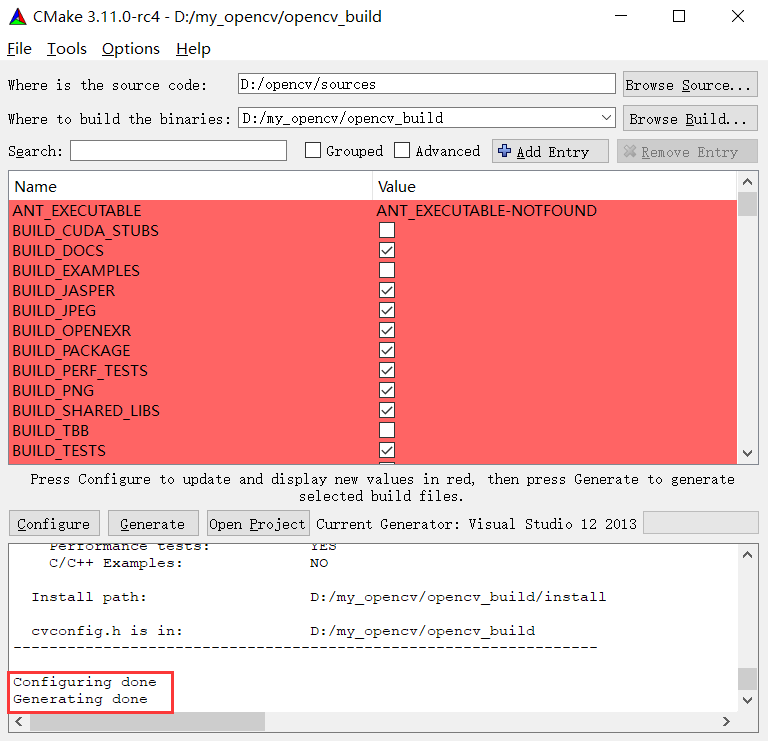 CMake 3.11.0-rc4 - D:/my_opencv/opencv_build
File Tools Options Help
Where is the source code: D:/opencv/sources Browse Source...
Where to build the binaries: D:/my_opencv/opencv_build Browse Build...
Search: Grouped Advanced Add Entry Remove Entry
Name Value
ANT_EXECUTABLE ANT_EXECUTABLE-NOTFOUND
BUILD_CUDA_STUBS
BUILD_DOCS
BUILD_EXAMPLES
BUILD_JASPER
BUILD_JPEG
BUILD_OPENEXR
BUILD_PACKAGE
BUILD_PERF_TESTS
BUILD_PNG
BUILD_SHARED_LIBS
BUILD_TBB
BUILD_TESTS
Press Configure to update and display new values in red, then press Generate to generate
selected build files.
Configure Generate Open Project Current Generator: Visual Studio 12 2013
Performance tests: YES
C/C++ Examples: NO
Install path: D:/my_opencv/opencv_build/install
cvconfig.h is in: D:/my_opencv/opencv_build
-----------------------------------------------------------------
Configuring done
Generating done